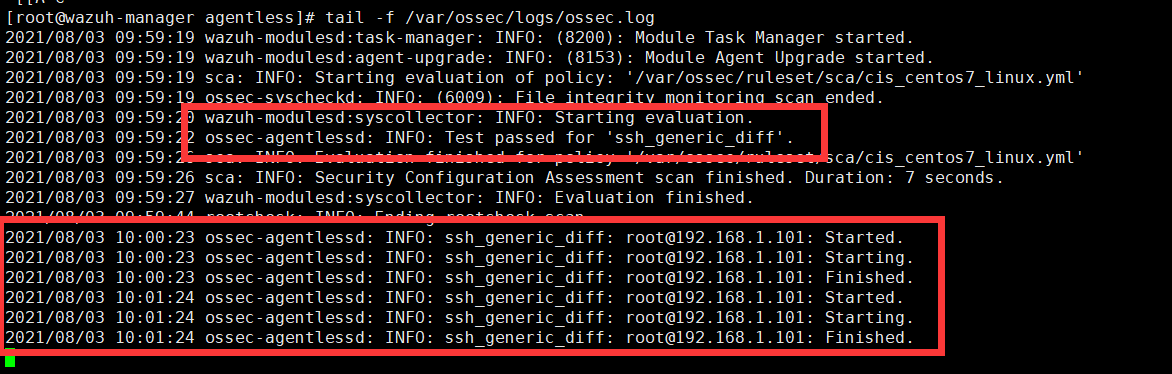 [root@wazuh-manager agentless]# tail -f /var/ossec/logs/ossec.log
2021/08/03 09:59:19 wazuh-modulesd:task-manager: INFO: (8200): Module Task Manager started.
2021/08/03 09:59:19 wazuh-modulesd:agent-upgrade: INFO: (8153): Module Agent Upgrade started.
2021/08/03 09:59:19 sca: INFO: Starting evaluation of policy: '/var/ossec/ruleset/sca/cis_centos7_linux.yml'
2021/08/03 09:59:19 ossec-syscheckd: INFO: (6009): File integrity monitoring scan ended.
2021/08/03 09:59:20 wazuh-modulesd:syscollector: INFO: Starting evaluation.
2021/08/03 09:59:22 ossec-agentlessd: INFO: Test passed for 'ssh_generic_diff'.
2021/08/03 sca: INFO: Evaluation finished for policy '/var/ossec/ruleset/sca/cis_centos7_linux.yml'
2021/08/03 09:59:26 sca: INFO: Security Configuration Assessment scan finished. Duration: 7 seconds.
2021/08/03 09:59:27 wazuh-modulesd:syscollector: INFO: Evaluation finished.
2021/08/03 09:59:44 rootcheck: INFO: Ending rootcheck scan.
2021/08/03 10:00:23 ossec-agentlessd: INFO: ssh_generic_diff: root@192.168.1.101: Started.
2021/08/03 10:00:23 ossec-agentlessd: INFO: ssh_generic_diff: root@192.168.1.101: Starting.
2021/08/03 10:00:23 ossec-agentlessd: INFO: ssh_generic_diff: root@192.168.1.101: Finished.
2021/08/03 10:01:24 ossec-agentlessd: INFO: ssh_generic_diff: root@192.168.1.101: Started.
2021/08/03 10:01:24 ossec-agentlessd: INFO: ssh_generic_diff: root@192.168.1.101: Starting.
2021/08/03 10:01:24 ossec-agentlessd: INFO: ssh_generic_diff: root@192.168.1.101: Finished.